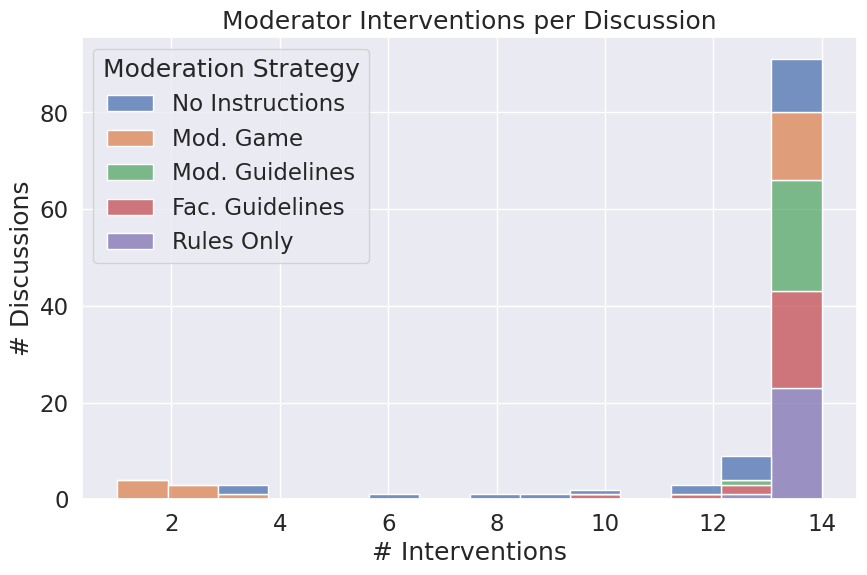 Moderator Interventions per Discussion
Moderation Strategy
No Instructions
Mod. Game
Mod. Guidelines
Fac. Guidelines
Rules Only
# Discussions
80
60
40
20
0
2 4 6 8 10 12 14
# Interventions